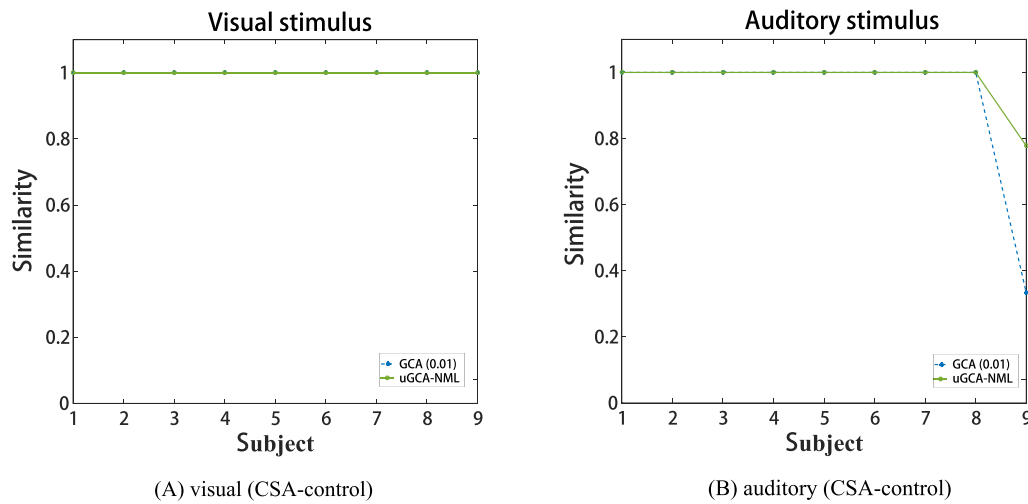 Visual stimulus
1
0.8
0.6
0.4
0.2
0
Similarity
1 2 3 4 5 6 7 8 9
Subject
GCA (0.01)
uGCA-NML
(A) visual (CSA-control)
Auditory stimulus
1
0.8
0.6
0.4
0.2
0
Similarity
1 2 3 4 5 6 7 8 9
Subject
GCA (0.01)
uGCA-NML
(B) auditory (CSA-control)